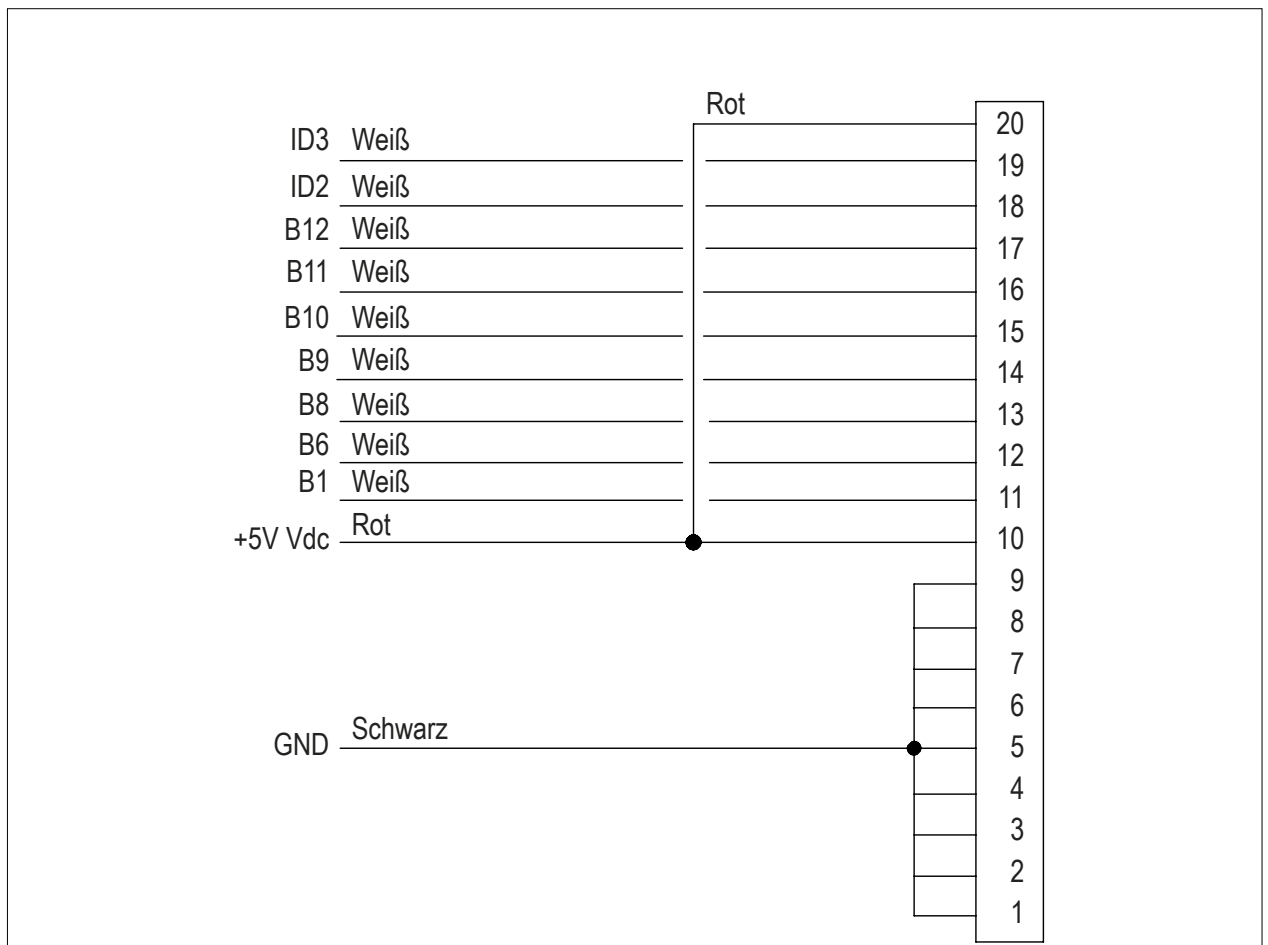 Rot
20
ID3 Weiß
19
ID2 Weiß
18
B12 Weiß
17
B11 Weiß
16
B10 Weiß
15
B9 Weiß
14
B8 Weiß
13
B6 Weiß
12
B1 Weiß
11
+5V Vdc Rot
10
9
8
7
6
GND Schwarz
5
4
3
2
1